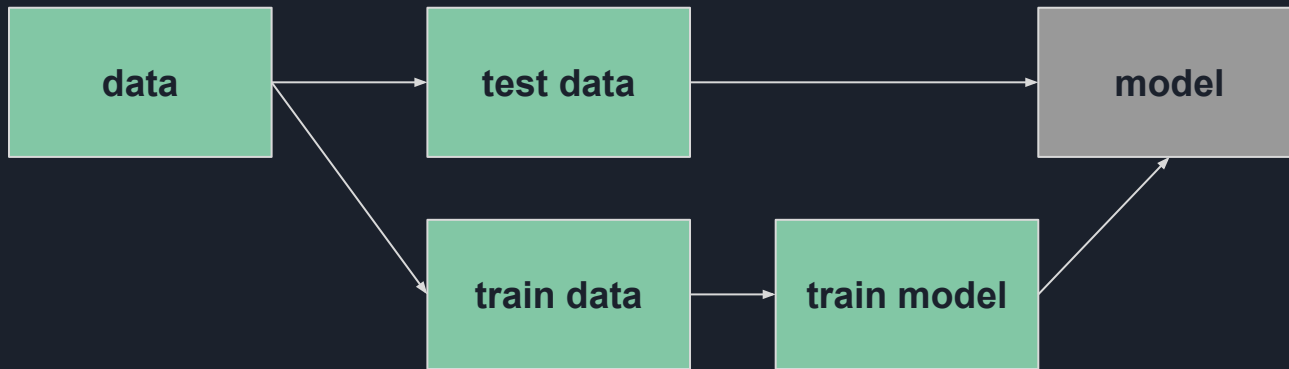 data
test data
model
train data
train model